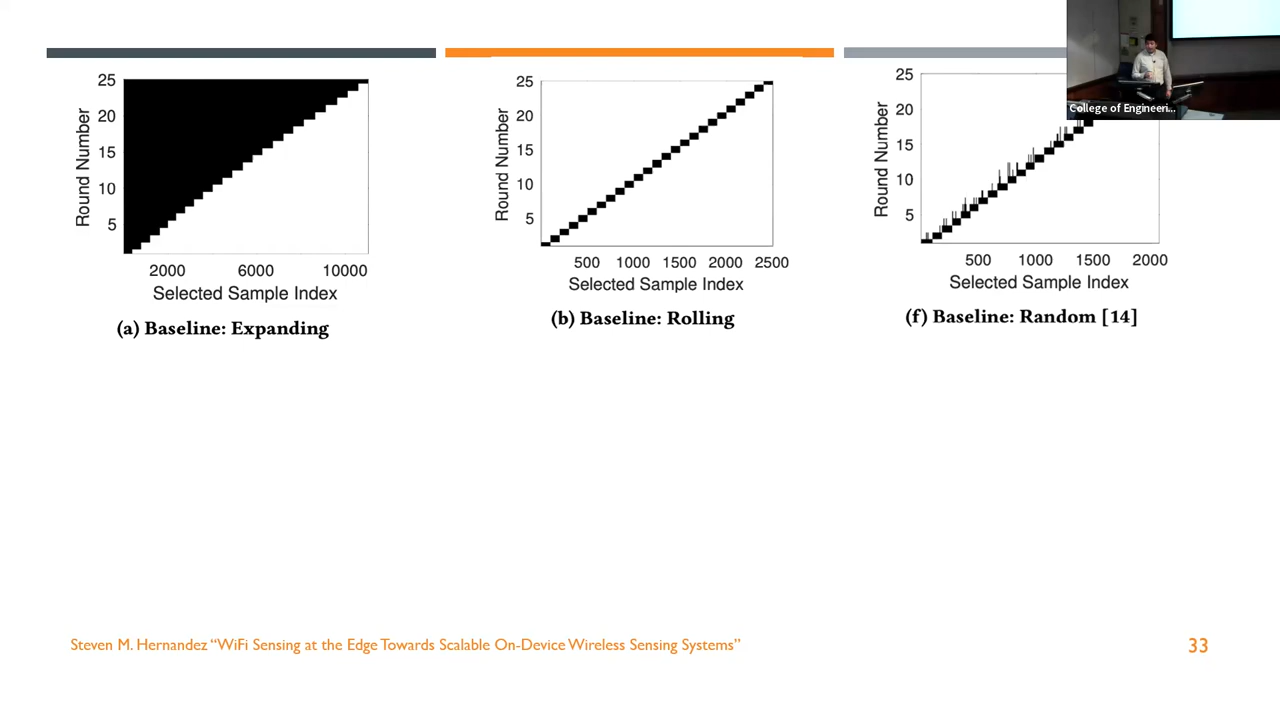 25
20
15
10
5
Round Number
2000 6000 10000
Selected Sample Index
(a) Baseline: Expanding
25
20
15
10
5
Round Number
500 1000 1500 2000 2500
Selected Sample Index
(b) Baseline: Rolling
25
20
15
10
5
Round Number
500 1000 1500 2000
Selected Sample Index
(f) Baseline: Random [14]
College of Engineeri...
Steven M. Hernandez “WiFi Sensing at the Edge Towards Scalable On-Device Wireless Sensing Systems”
33